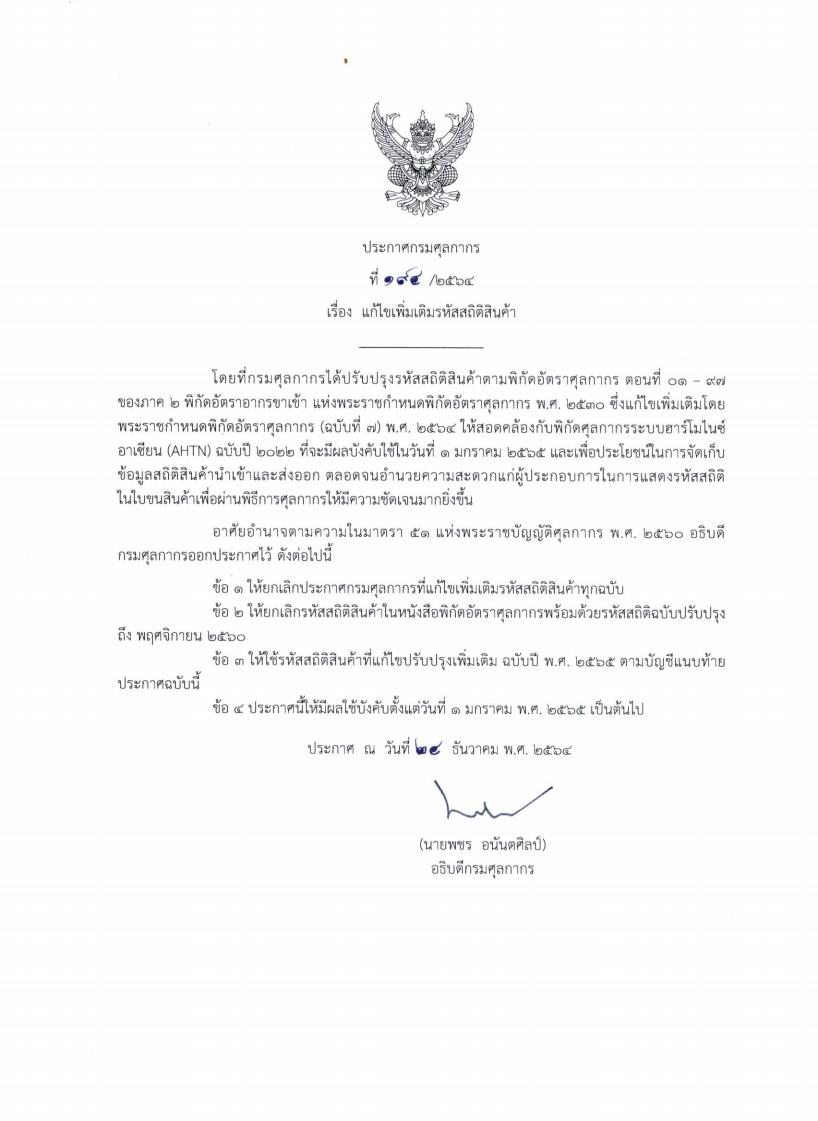 ประกาศกรมศุลกากร
ที่ ๑๙๔ /๒๕๖๔
เรื่อง แก้ไขเพิ่มเติมรหัสสถิติสินค้า
โดยที่กรมศุลกากรได้ปรับปรุงรหัสสถิติสินค้าตามพิกัดอัตราศุลกากร ตอนที่ ๐๑ – ๙๗
ของภาค ๒ พิกัดอัตราอากรขาเข้า แห่งพระราชกำหนดพิกัดอัตราศุลกากร พ.ศ. ๒๕๓๐ ซึ่งแก้ไขเพิ่มเติมโดย
พระราชกำหนดพิกัดอัตราศุลกากร (ฉบับที่ ๗) พ.ศ. ๒๕๖๔ ให้สอดคล้องกับพิกัดศุลกากรระบบฮาร์โมไนซ์
อาเซียน (AHTN) ฉบับปี ๒๐๒๒ ที่จะมีผลบังคับใช้ในวันที่ ๑ มกราคม ๒๕๖๕ และเพื่อประโยชน์ในการจัดเก็บ
ข้อมูลสถิติสินค้านำเข้าและส่งออก ตลอดจนอำนวยความสะดวกแก่ผู้ประกอบการในการแสดงรหัสสถิติ
ในใบขนสินค้าเพื่อผ่านพิธีการศุลกากรให้มีความชัดเจนมากยิ่งขึ้น
อาศัยอำนาจตามความในมาตรา ๕๑ แห่งพระราชบัญญัติศุลกากร พ.ศ. ๒๕๖๐ อธิบดี
กรมศุลกากรออกประกาศไว้ ดังต่อไปนี้
ข้อ ๑ ให้ยกเลิกประกาศกรมศุลกากรที่แก้ไขเพิ่มเติมรหัสสถิติสินค้าทุกฉบับ
ข้อ ๒ ให้ยกเลิกรหัสสถิติสินค้าในหนังสือพิกัดอัตราศุลกากรพร้อมด้วยรหัสสถิติฉบับปรับปรุง
ถึง พฤศจิกายน ๒๕๖๐
ข้อ ๓ ให้ใช้รหัสสถิติสินค้าที่แก้ไขปรับปรุงเพิ่มเติม ฉบับปี พ.ศ. ๒๕๖๕ ตามบัญชีแนบท้าย
ประกาศฉบับนี้
ข้อ ๔ ประกาศนี้ให้มีผลใช้บังคับตั้งแต่วันที่ ๑ มกราคม พ.ศ. ๒๕๖๕ เป็นต้นไป
ประกาศ ณ วันที่ ๒๔ ธันวาคม พ.ศ. ๒๕๖๔
(นายพชร อนันตศิลป์)
อธิบดีกรมศุลกากร